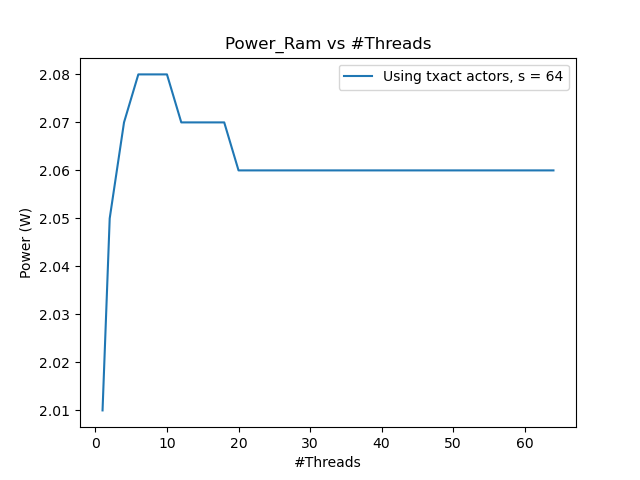 Power_Ram vs #Threads
Using txact actors, s = 64
2.08
2.07
2.06
2.05
2.04
2.03
2.02
2.01
Power (W)
0 10 20 30 40 50 60
#Threads